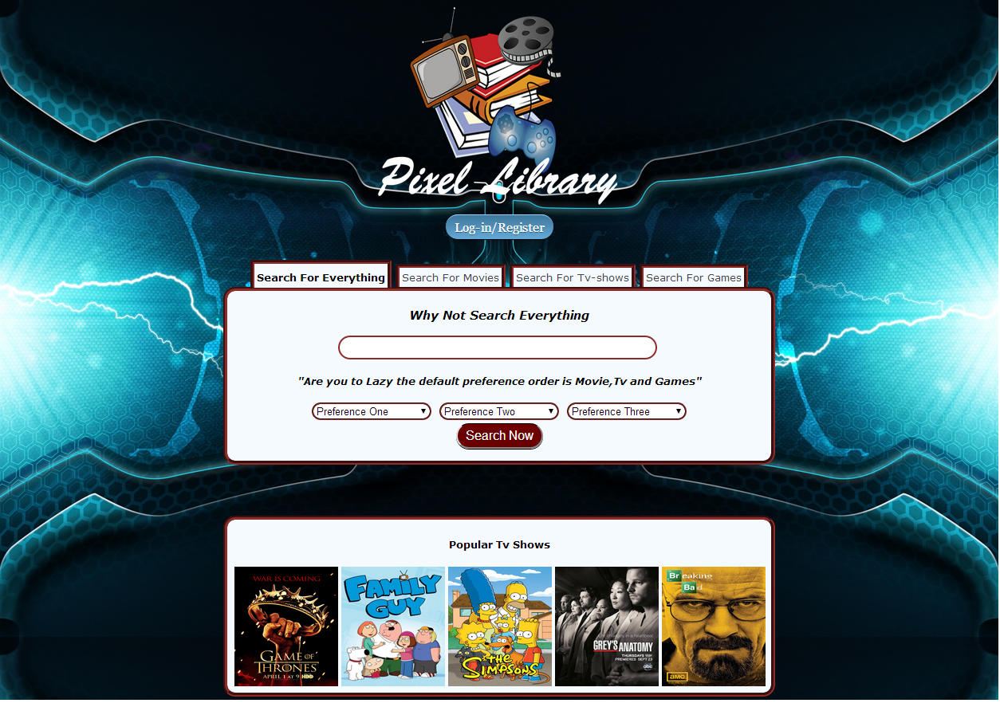 Pixel Library
Log-in/Register
Search For Everything
Search For Movies
Search For Tv-shows
Search For Games
Why Not Search Everything
"Are you to Lazy the default preference order is Movie,Tv and Games"
Preference One
Preference Two
Preference Three
Search Now
Popular Tv Shows
WAR IS COMING
GAME OF
THRONES
APRIL 1 AT 9 HBO
FAMILY
GUY
THE
SIMPSONS
GREY'S ANATOMY
THURSDAYS 9PM
PREMIERES SEPT 23
abc
Breaking
Bad
amc